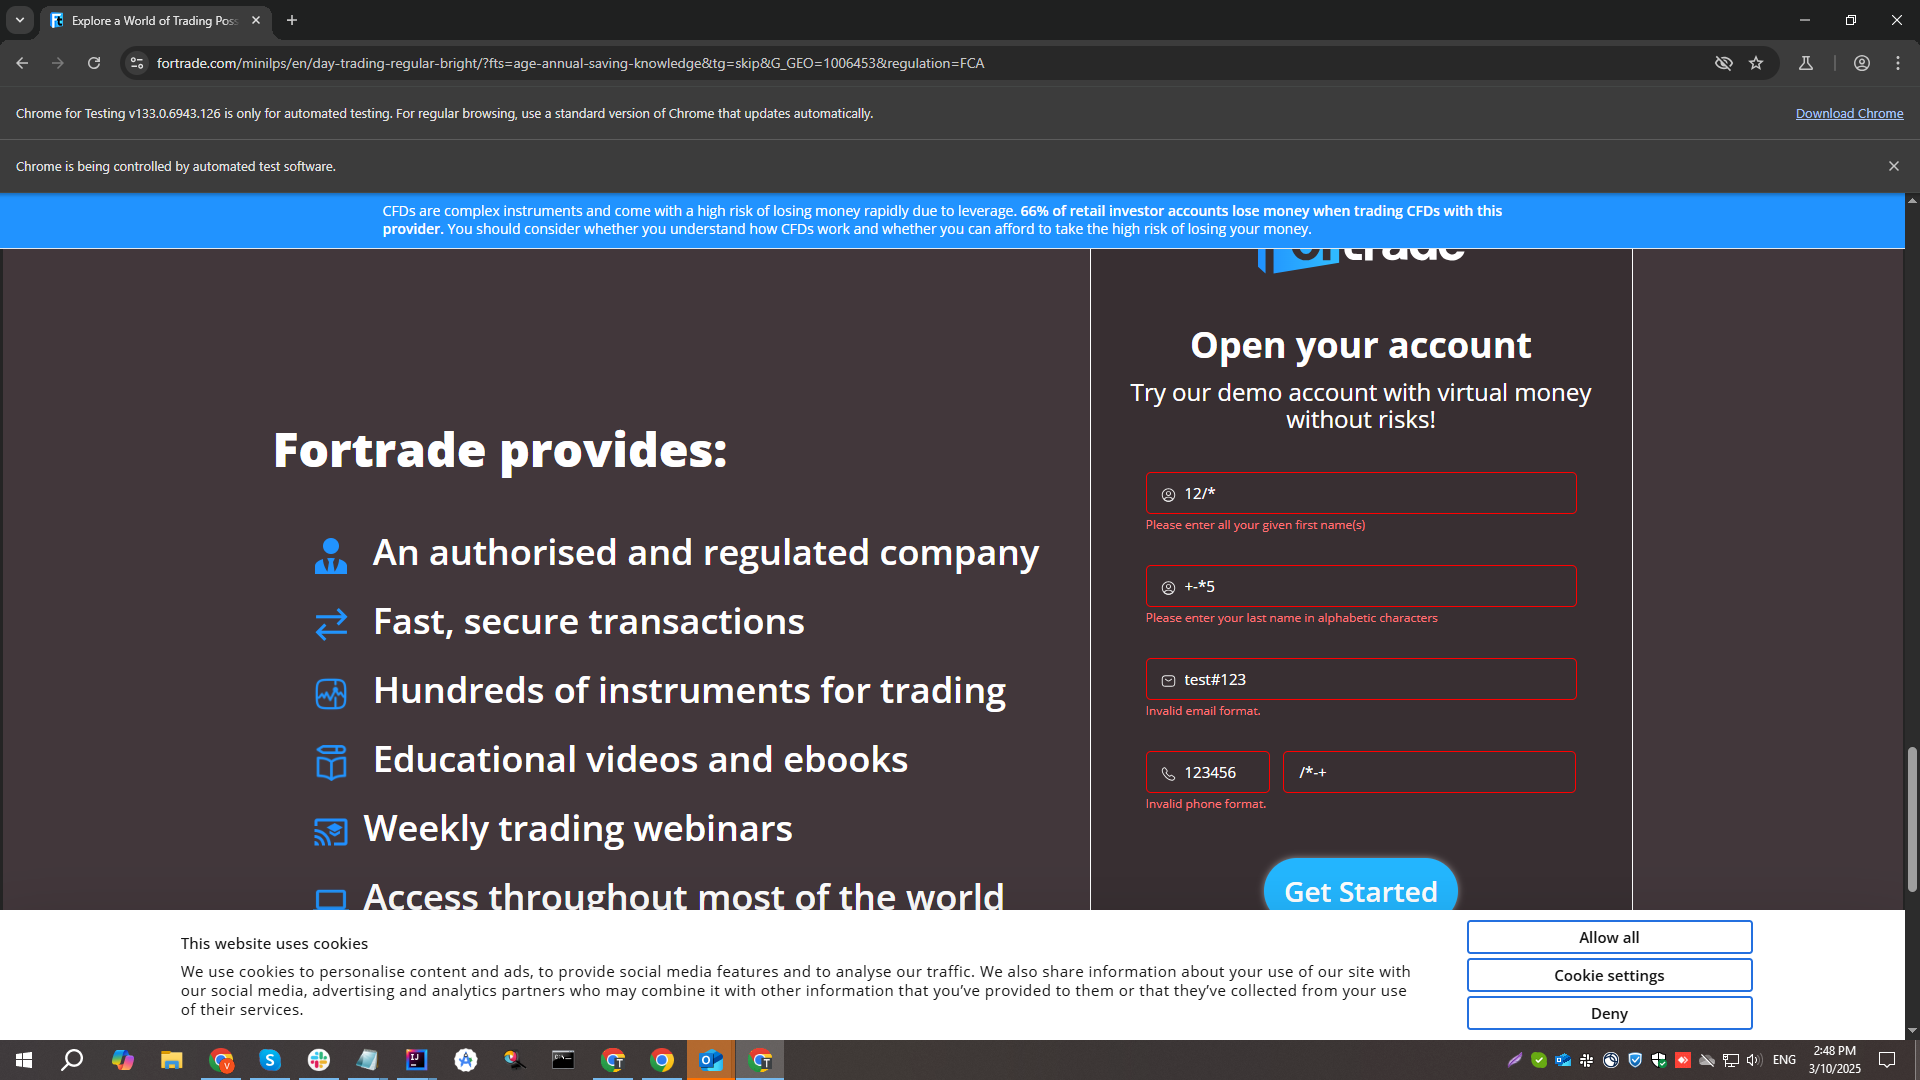 Explore a World of Trading Pos
fortrade.com/minilps/en/day-trading-regular-bright/?fts=age-annual-saving-knowledge&tg=skip&G_GEO=1006453&regulation=FCA
Chrome for Testing v133.0.6943.126 is only for automated testing. For regular browsing, use a standard version of Chrome that updates automatically.
Download Chrome
Chrome is being controlled by automated test software.
CFDs are complex instruments and come with a high risk of losing money rapidly due to leverage. 66% of retail investor accounts lose money when trading CFDs with this
provider. You should consider whether you understand how CFDs work and whether you can afford to take the high risk of losing your money.
Fortrade provides:
An authorised and regulated company
Fast, secure transactions
Hundreds of instruments for trading
Educational videos and ebooks
Weekly trading webinars
Access throughout most of the world
fortrade
Open your account
Try our demo account with virtual money
without risks!
12/*
Please enter all your given first name(s)
+-*5
Please enter your last name in alphabetic characters
test#123
Invalid email format.
123456
/*-+
Invalid phone format.
Get Started
This website uses cookies
We use cookies to personalise content and ads, to provide social media features and to analyse our traffic. We also share information about your use of our site with
our social media, advertising and analytics partners who may combine it with other information that you've provided to them or that they've collected from your use
of their services.
Allow all
Cookie settings
Deny
ENG
2:48 PM
3/10/2025